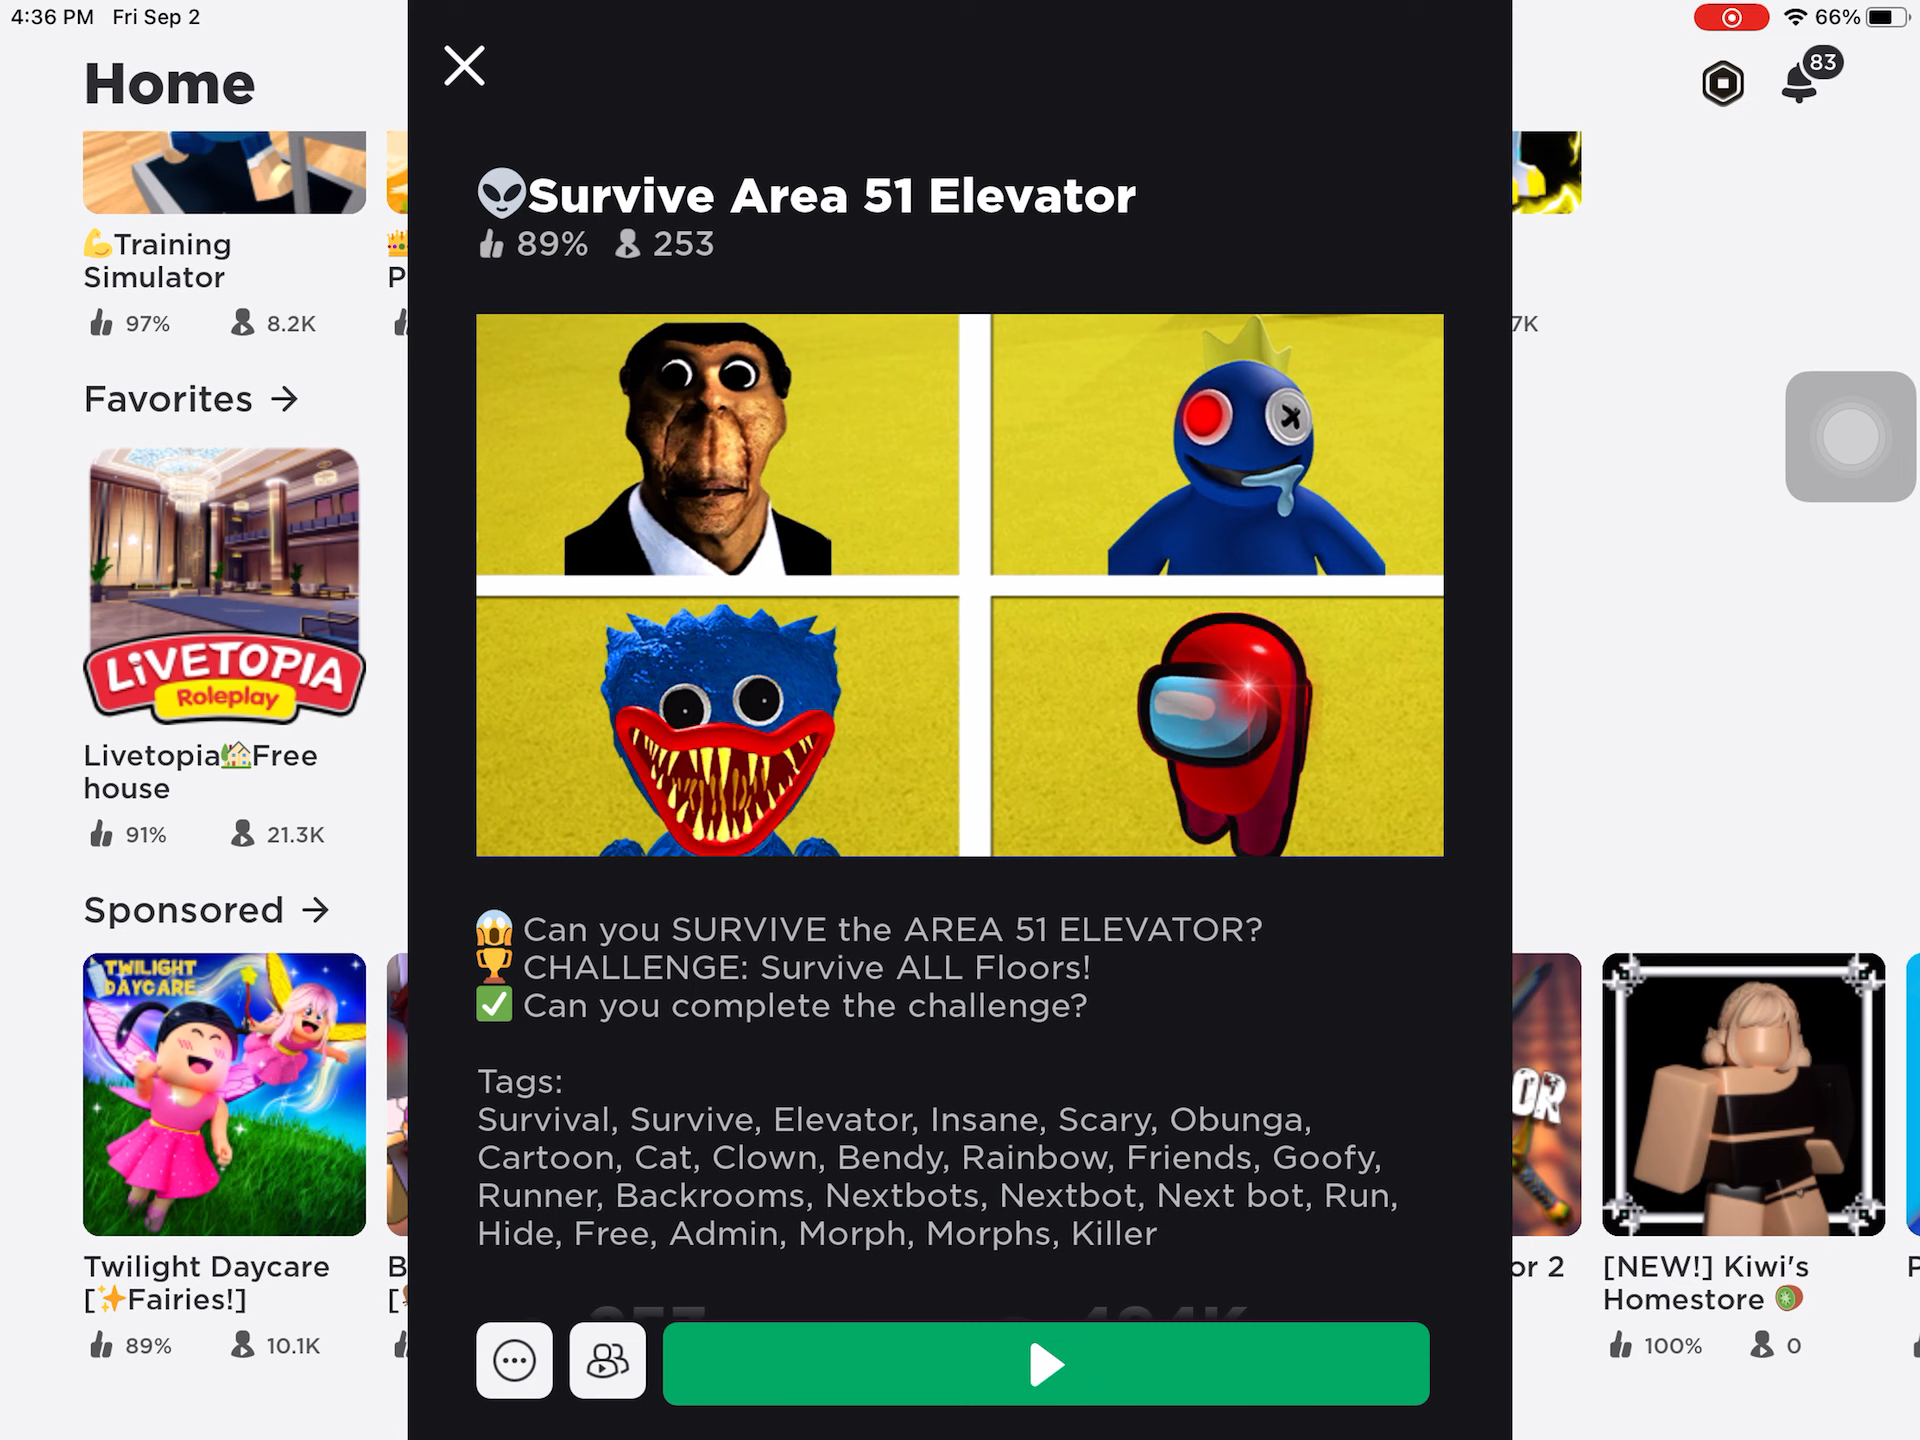 4:36 PM Fri Sep 2
66%
Home
83
💪Training
Simulator
97% 8.2K
Favorites →
LiVETOPIA
Roleplay
Livetopia🏡Free
house
91% 21.3K
Sponsored →
TWILIGHT
DAYCARE
Twilight Daycare
[✨Fairies!]
89% 10.1K
👽Survive Area 51 Elevator
89% 253
😱 Can you SURVIVE the AREA 51 ELEVATOR?
🏆 CHALLENGE: Survive ALL Floors!
✅ Can you complete the challenge?
Tags:
Survival, Survive, Elevator, Insane, Scary, Obunga,
Cartoon, Cat, Clown, Bendy, Rainbow, Friends, Goofy,
Runner, Backrooms, Nextbots, Nextbot, Next bot, Run,
Hide, Free, Admin, Morph, Morphs, Killer
7K
OR
or 2
[NEW!] Kiwi's
Homestore 🥝
100% 0